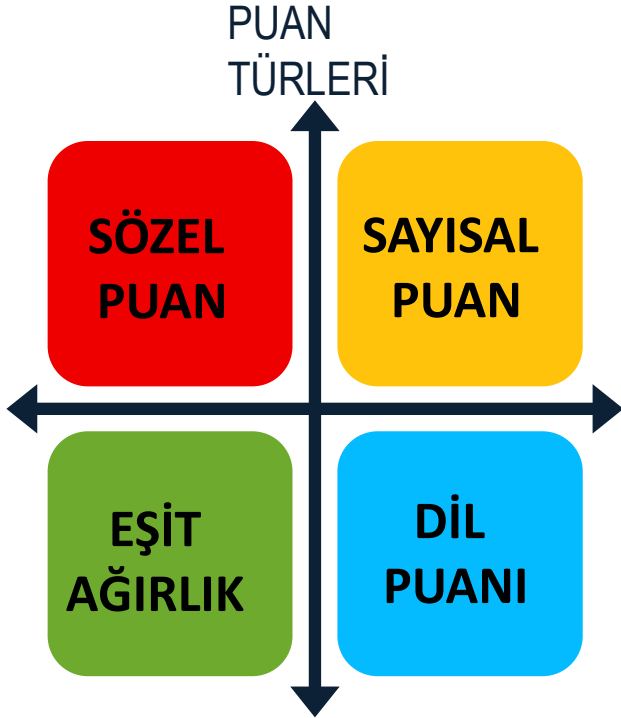 PUAN
TÜRLERİ
SÖZEL
PUAN
SAYISAL
PUAN
EŞİT
AĞIRLIK
DİL
PUANI